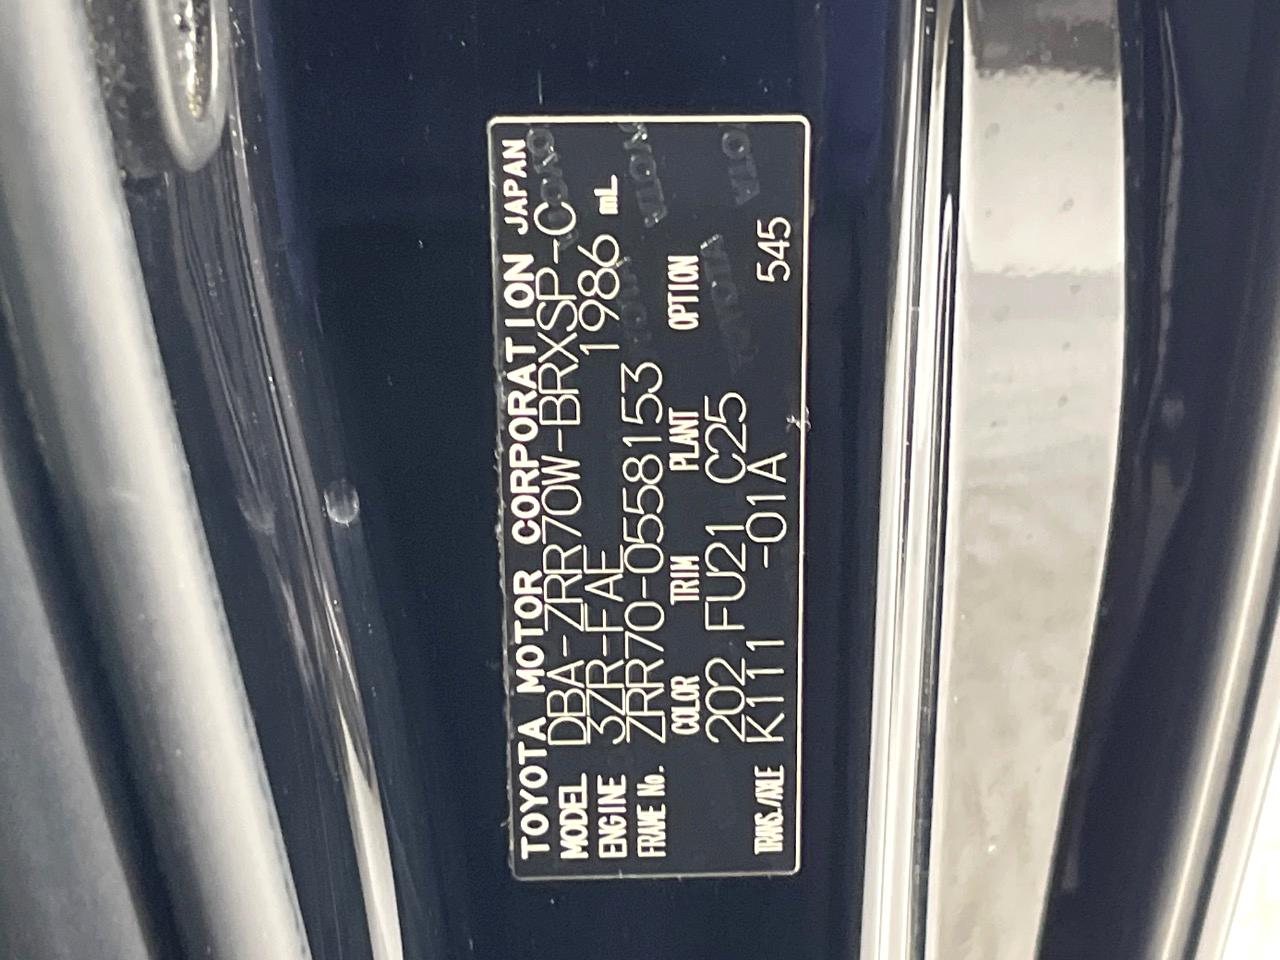 TOYOTA MOTOR CORPORATION JAPAN
MODEL DBA-ZRR70W-BRXSP-C
ENGINE 3ZR-FAE 1986 mL
FRAME No. ZRR70-0558153
COLOR TRIM PLANT OPTION
202 FU21 C25
TRANS./AXLE K111 -01A 545